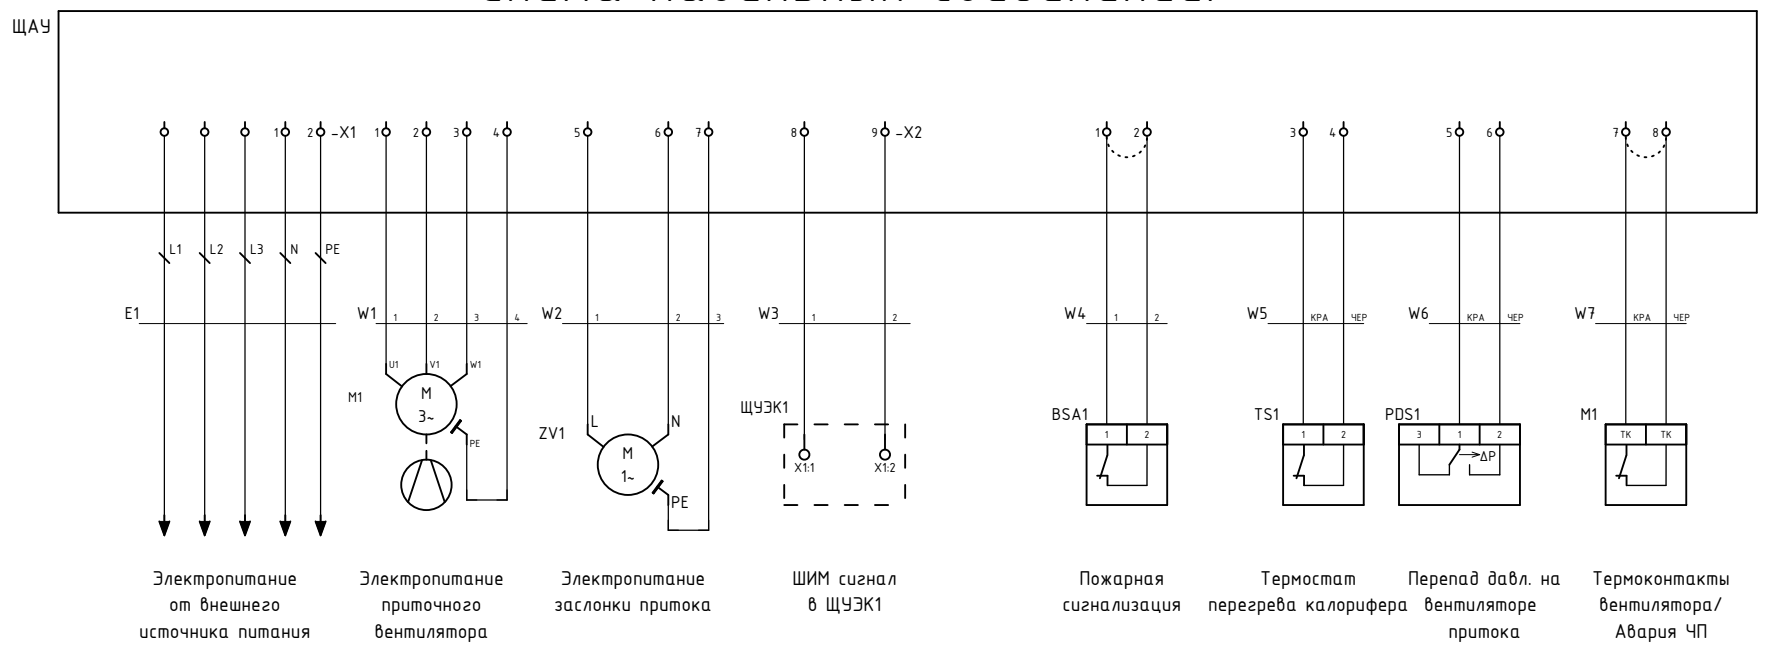 ЩАУ
1 2 -X1 1 2 3 4 5 6 7 8 9 -X2 1 2 3 4 5 6 7 8
L1 L2 L3 N PE
E1 W1 1 2 3 4 W2 1 2 3 W3 1 2 W4 1 2 W5 КРА ЧЕР W6 КРА ЧЕР W7 КРА ЧЕР
U1 V1 W1
M1 M 3~ PE
ZV1 L N M 1~ PE
ЩУЭК1 X1:1 X1:2
BSA1 1 2
TS1 1 2
PDS1 3 1 2 ΔP
M1 ТК ТК
Электропитание
от внешнего
источника питания
Электропитание
приточного
вентилятора
Электропитание
заслонки притока
ШИМ сигнал
в ЩУЭК1
Пожарная
сигнализация
Термостат
перегрева калорифера
Перепад давл. на
вентиляторе
притока
Термоконтакты
вентилятора/
Авария ЧП